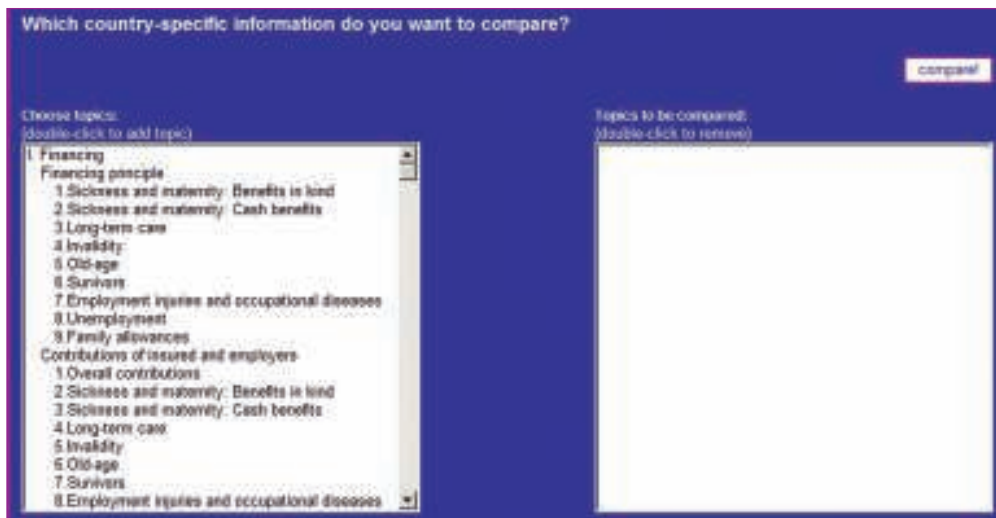 Which country-specific information do you want to compare?
compare!
Choose topics:
(double-click to add topic)
Topics to be compared:
(double-click to remove)
I. Financing
Financing principle
1.Sickness and maternity: Benefits in kind
2.Sickness and maternity: Cash benefits
3.Long-term care
4.Invalidity
5.Old-age
6.Surivors
7.Employment injuries and occupational diseases
8.Unemployment
9.Family allowances
Contributions of insured and employers
1.Overall contributions
2.Sickness and maternity: Benefits in kind
3.Sickness and maternity: Cash benefits
4.Long-term care
5.Invalidity
6.Old-age
7.Surivors
8.Employment injuries and occupational diseases